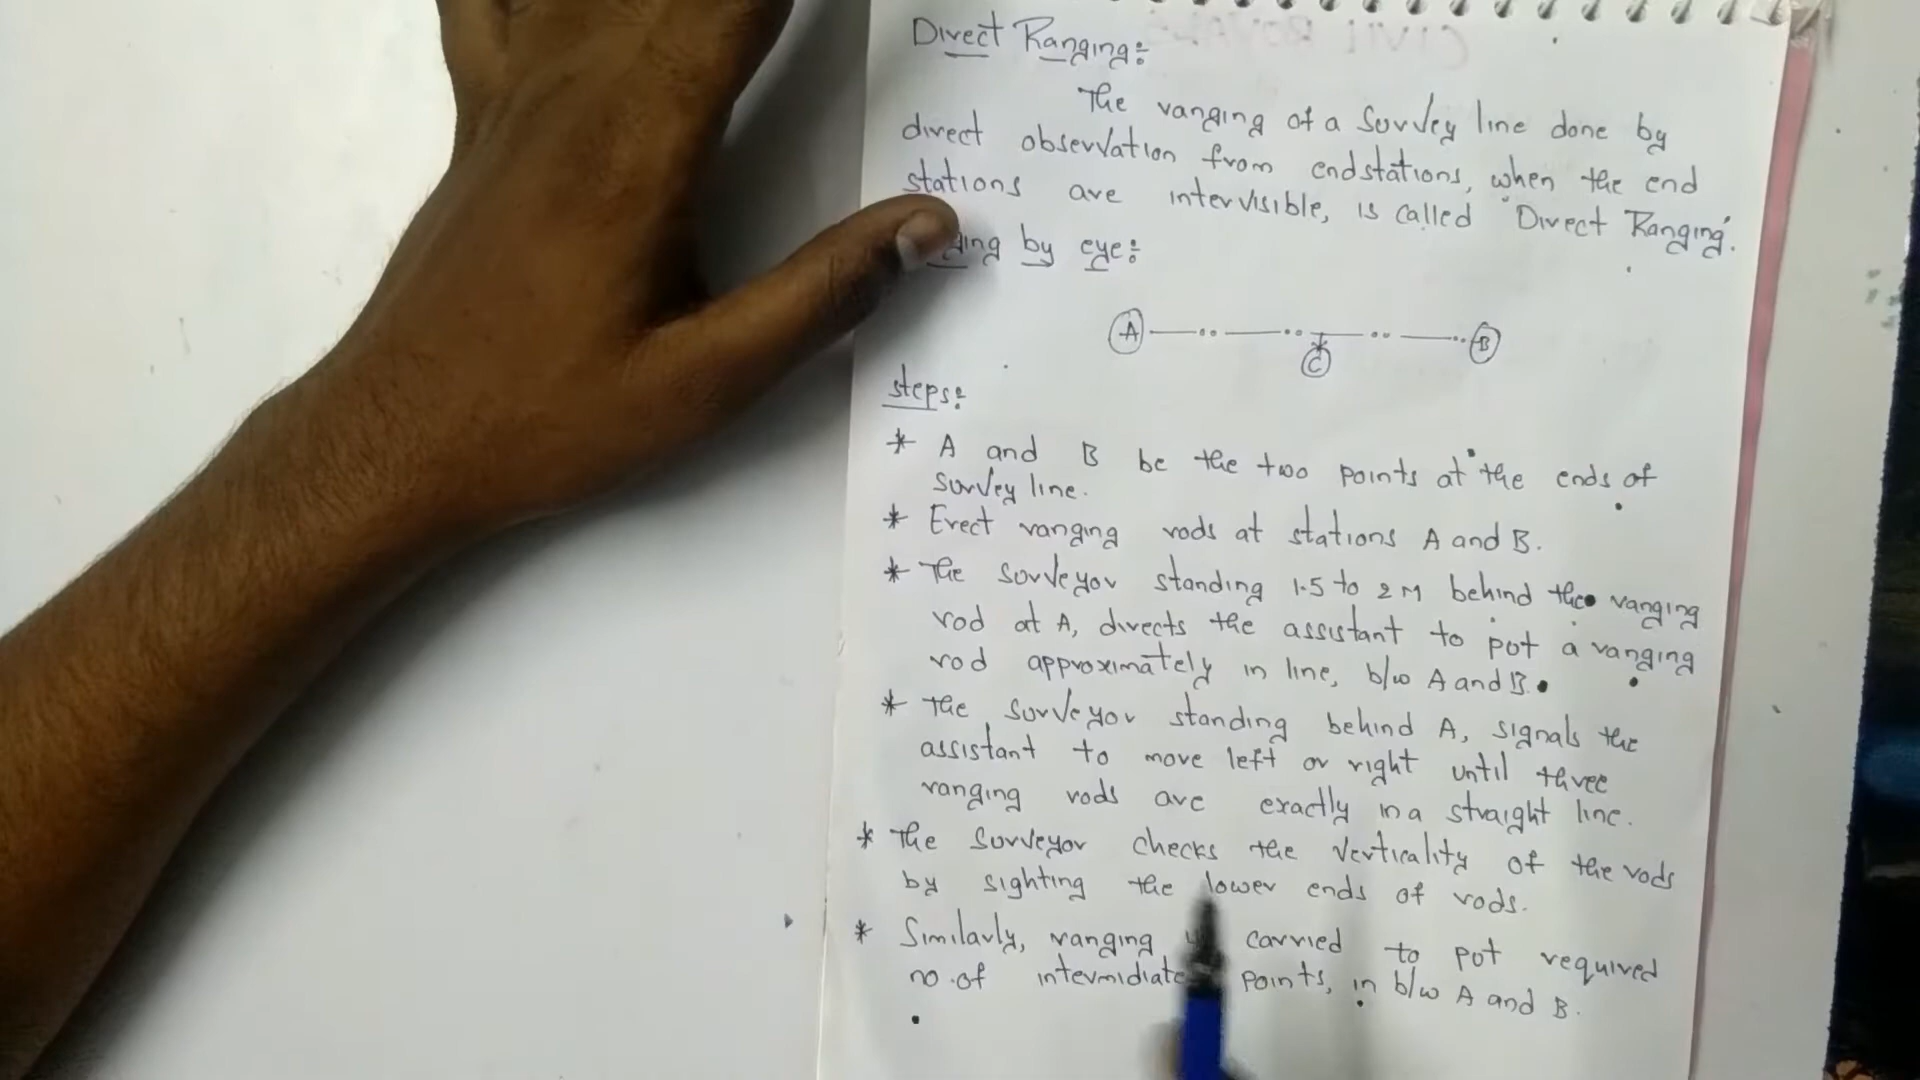 Direct Ranging:
The ranging of a Survey line done by
direct observation from endstations, when the end
stations are intervisible, is called 'Direct Ranging'.
by eye:
A B
C
steps:
* A and B be the two points at the ends of
survey line.
* Erect ranging rods at stations A and B.
* The surveyor standing 1.5 to 2 M behind the ranging
rod at A, directs the assistant to put a ranging
rod approximately in line, b/w A and B.
* The surveyor standing behind A, signals the
assistant to move left or right until three
ranging rods are exactly in a straight line.
* The surveyor checks the verticality of the rods
by sighting the lower ends of rods.
* Similarly, ranging carried to put required
no. of intermidiate points, in b/w A and B.